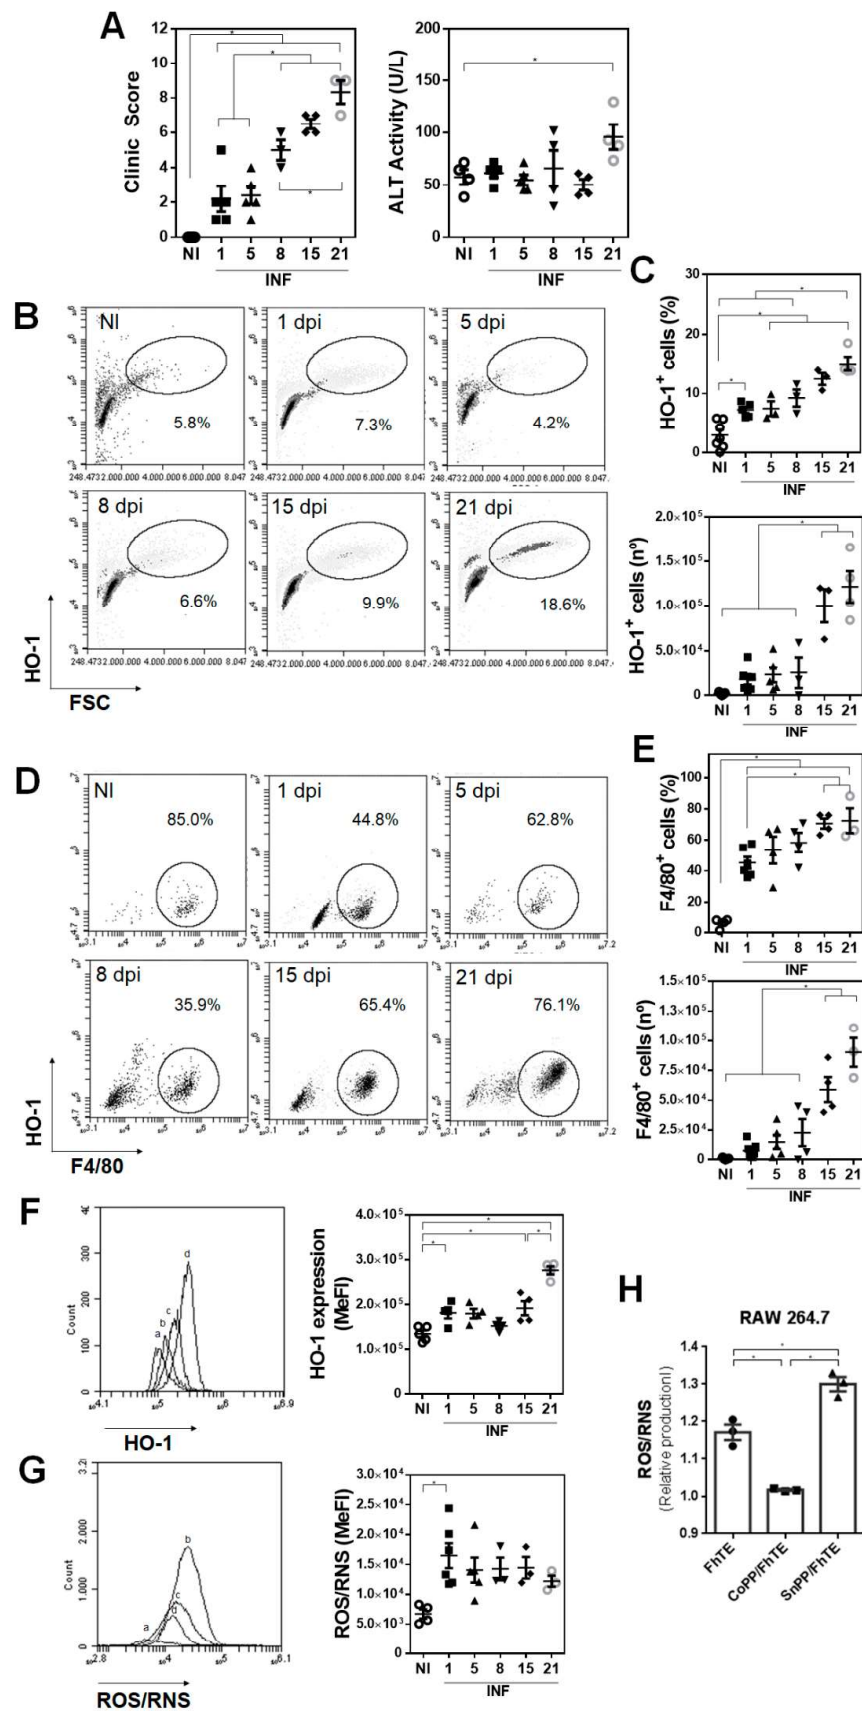 A
Clinic Score
12
10
8
6
4
2
0
NI 1 5 8 15 21
INF
ALT Activity (U/L)
200
150
100
50
0
NI 1 5 8 15 21
INF
B
NI
5.8%
1 dpi
7.3%
5 dpi
4.2%
8 dpi
6.6%
15 dpi
9.9%
21 dpi
18.6%
HO-1
FSC
C
HO-1+ cells (%)
30
20
10
0
NI 1 5 8 15 21
INF
HO-1+ cells (nº)
2.0×10⁵
1.5×10⁵
1.0×10⁵
5.0×10⁴
0
NI 1 5 8 15 21
INF
D
NI
85.0%
1 dpi
44.8%
5 dpi
62.8%
8 dpi
35.9%
15 dpi
65.4%
21 dpi
76.1%
HO-1
F4/80
E
F4/80+ cells (%)
100
80
60
40
20
0
NI 1 5 8 15 21
INF
F4/80+ cells (nº)
1.5×10⁵
1.3×10⁵
1.0×10⁵
7.5×10⁴
5.0×10⁴
2.5×10⁴
0
NI 1 5 8 15 21
INF
F
Count
300
200
100
0
a b c d
HO-1
HO-1 expression
(MeFI)
4.0×10⁵
3.0×10⁵
2.0×10⁵
1.0×10⁵
0
NI 1 5 8 15 21
INF
G
Count
2.000
1.000
0
a b c d
ROS/RNS
ROS/RNS (MeFI)
3.0×10⁴
2.5×10⁴
2.0×10⁴
1.5×10⁴
1.0×10⁴
5.0×10³
0
NI 1 5 8 15 21
INF
H
RAW 264.7
ROS/RNS
(Relative production)
1.4
1.3
1.2
1.1
1.0
0.9
FhTE
CoPP/FhTE
SnPP/FhTE